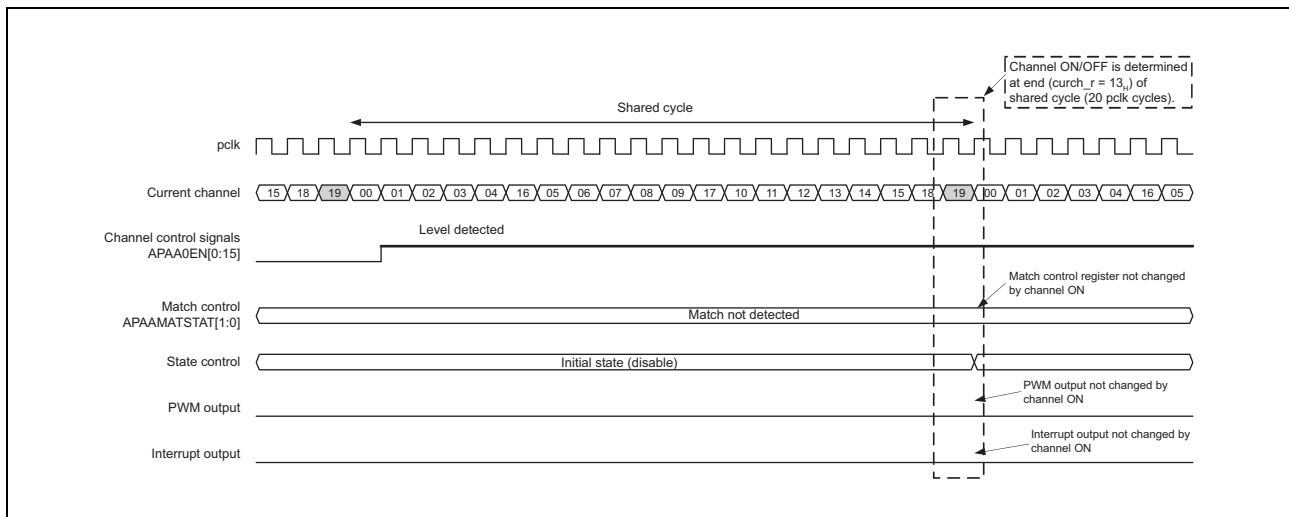 Channel ON/OFF is determined
at end (curch_r = 13H) of
shared cycle (20 pclk cycles).
Shared cycle
pclk
Current channel
15 18 19 00 01 02 03 04 16 05 06 07 08 09 17 10 11 12 13 14 15 18 19 00 01 02 03 04 16 05
Channel control signals
APAA0EN[0:15]
Level detected
Match control register not changed
by channel ON
Match control
APAAMATSTAT[1:0]
Match not detected
State control
Initial state (disable)
PWM output not changed by
channel ON
PWM output
Interrupt output not changed by
channel ON
Interrupt output